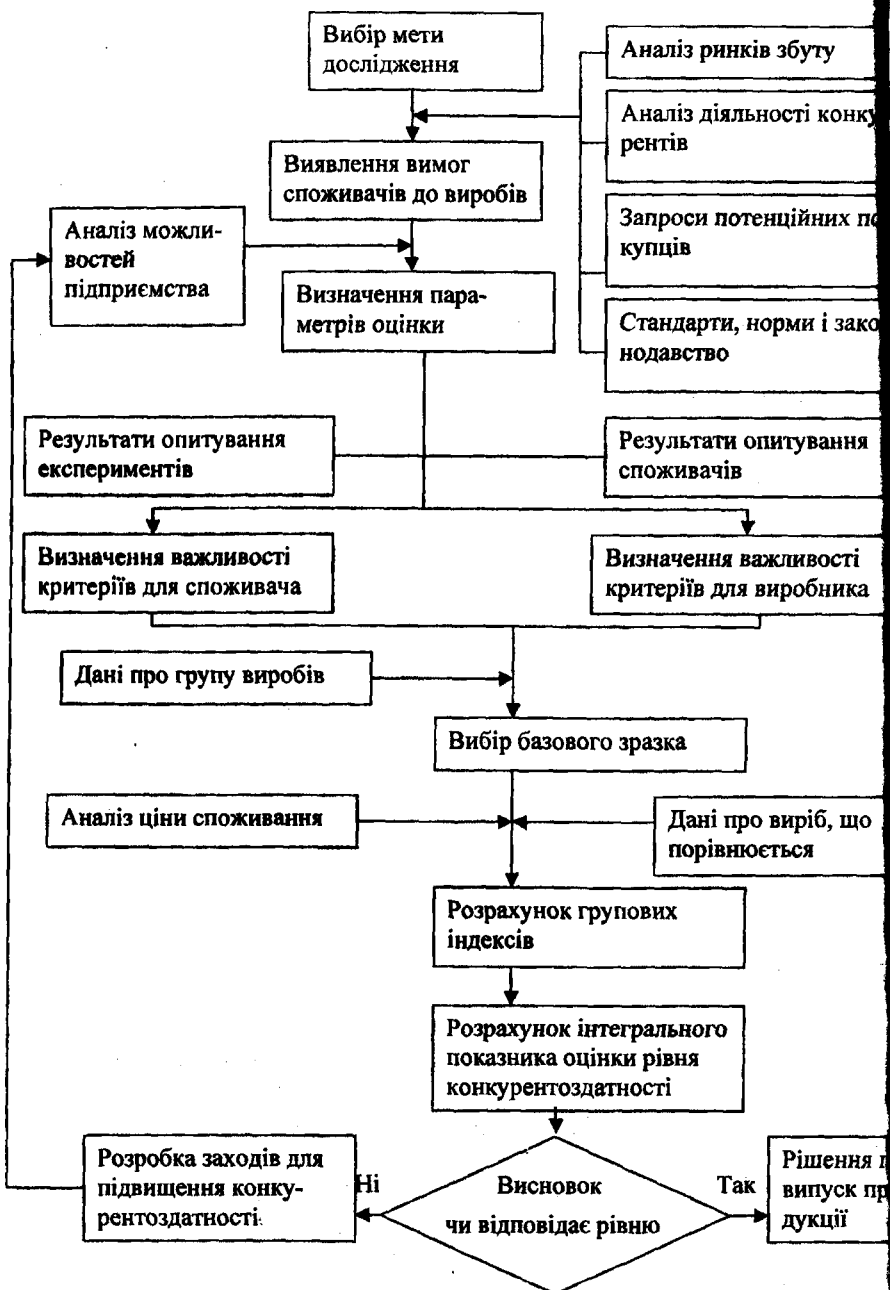 Вибір мети
дослідження
Аналіз ринків збуту
Аналіз діяльності
рентів
Виявлення вимог
споживачів до виробів
Запроси потенційних
купців
Аналіз можли-
востей
підприємства
Визначення пара-
метрів оцінки
Стандарти, норми і зако
нодавство
Результати опитування
експериментів
Результати опитування
споживачів
Визначення важливості
критеріїв для споживача
Визначення важливості
критеріїв для виробника
Дані про групу виробів
Вибір базового зразка
Аналіз ціни споживання
Дані про виріб, що
порівнюється
Розрахунок групових
індексів
Розрахунок інтегрального
показника оцінки рівня
конкурентоздатності
Розробка заходів для
підвищення конку-
рентоздатності
Ні
Висновок
чи відповідає рівню
Так
Рішення
випуск
дукції